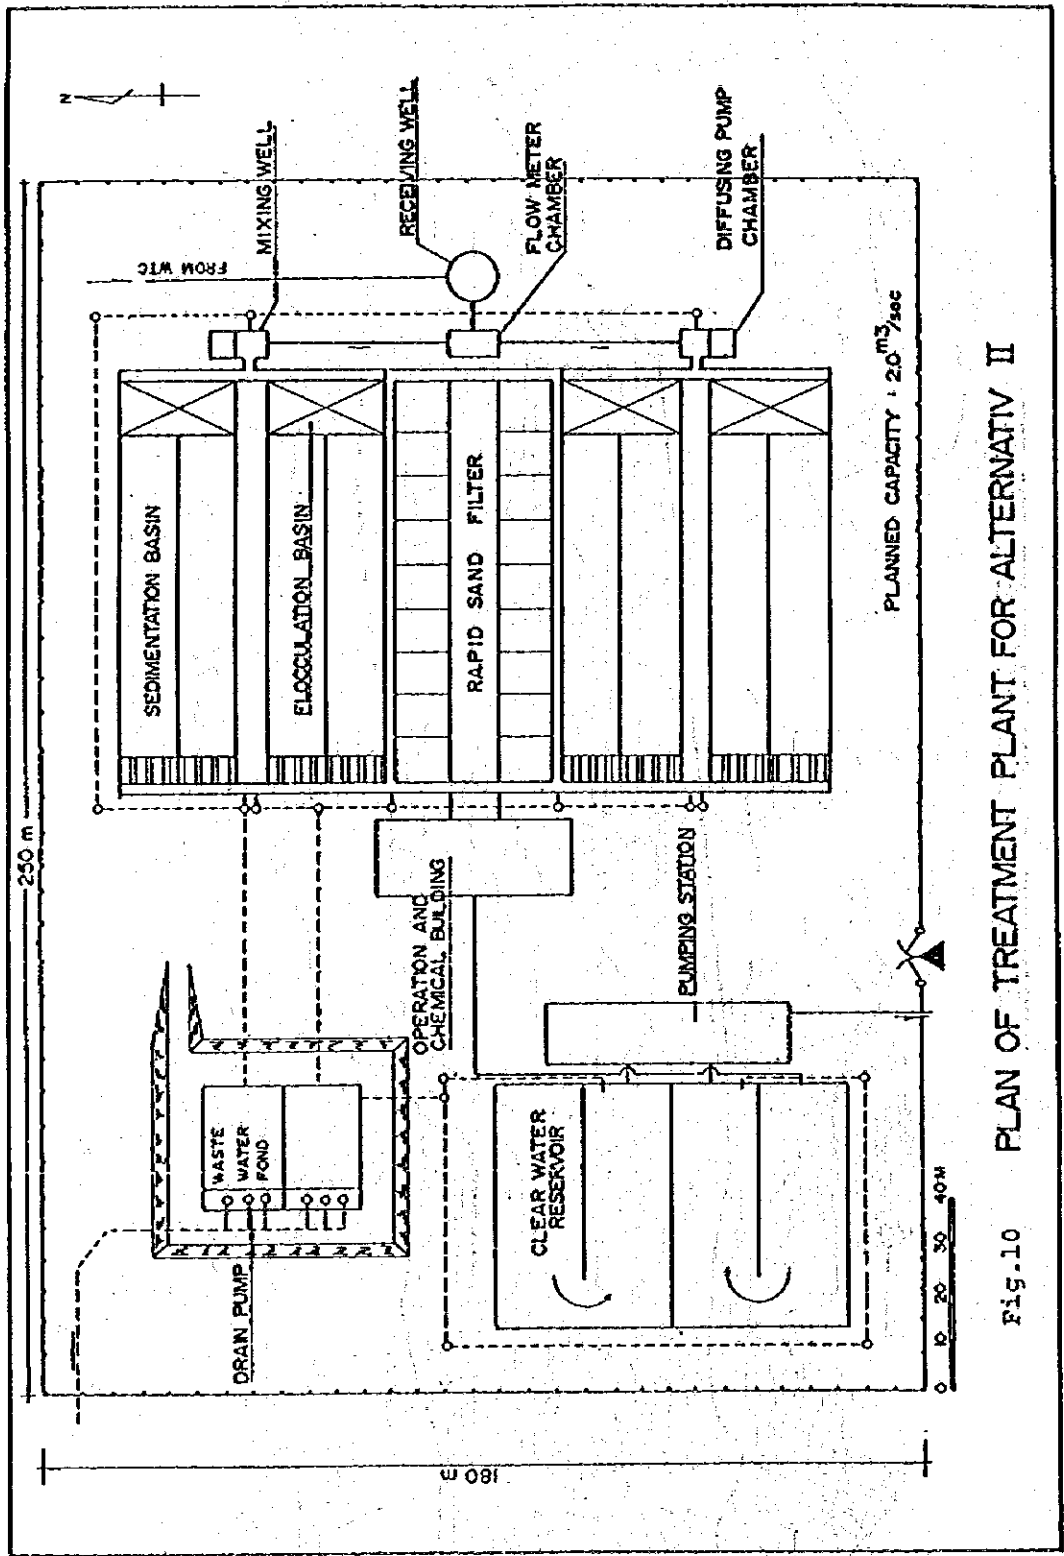 N
250 m
180 m
MIXING WELL
FROM WTC
RECEIVING WELL
FLOW METER
CHAMBER
DIFFUSING PUMP
CHAMBER
SEDIMENTATION BASIN
FLOCCULATION BASIN
RAPID SAND FILTER
OPERATION AND
CHEMICAL BUILDING
WASTE
WATER
POND
DRAIN PUMP
PUMPING STATION
CLEAR WATER
RESERVOIR
PLANNED CAPACITY : 2.0 m3/sec
0 10 20 30 40M
Fig.10 PLAN OF TREATMENT PLANT FOR ALTERNATIV II